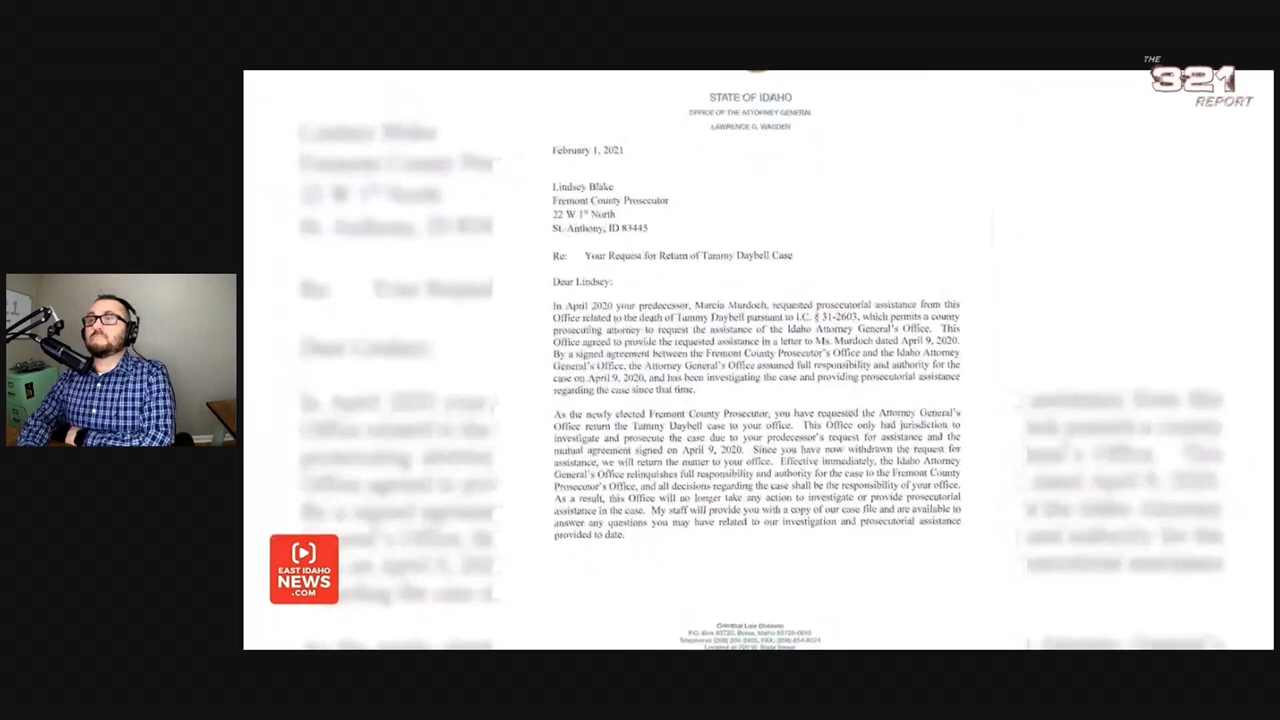 THE
321
REPORT
STATE OF IDAHO
OFFICE OF THE ATTORNEY GENERAL
LAWRENCE G. WASDEN
February 1, 2021
Lindsey Blake
Fremont County Prosecutor
22 W 1st North
St. Anthony, ID 83445
Re: Your Request for Return of Tammy Daybell Case
Dear Lindsey:
In April 2020 your predecessor, Marcia Murdoch, requested prosecutorial assistance from this
Office related to the death of Tammy Daybell pursuant to I.C. § 31-2603, which permits a county
prosecuting attorney to request the assistance of the Idaho Attorney General's Office. This
Office agreed to provide the requested assistance in a letter to Ms. Murdoch dated April 9, 2020.
By a signed agreement between the Fremont County Prosecutor's Office and the Idaho Attorney
General's Office, the Attorney General's Office assumed full responsibility and authority for the
case on April 9, 2020, and has been investigating the case and providing prosecutorial assistance
regarding the case since that time.
As the newly elected Fremont County Prosecutor, you have requested the Attorney General's
Office return the Tammy Daybell case to your office. This Office only had jurisdiction to
investigate and prosecute the case due to your predecessor's request for assistance and the
mutual agreement signed on April 9, 2020. Since you have now withdrawn the request for
assistance, we will return the matter to your office. Effective immediately, the Idaho Attorney
General's Office relinquishes full responsibility and authority for the case to the Fremont County
Prosecutor's Office, and all decisions regarding the case shall be the responsibility of your office.
As a result, this Office will no longer take any action to investigate or provide prosecutorial
assistance in the case. My staff will provide you with a copy of our case file and are available to
answer any questions you may have related to our investigation and prosecutorial assistance
provided to date.
EAST IDAHO
NEWS
.COM
Criminal Law Division
P.O. Box 83720, Boise, Idaho 83720-0010
Located at 700 W. State Street